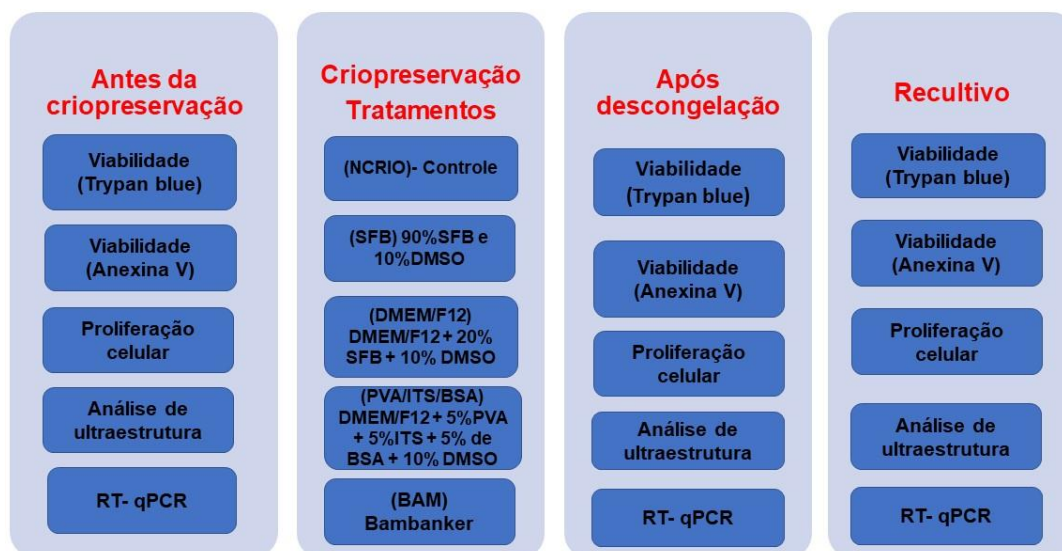 Antes da
criopreservação
Viabilidade
(Trypan blue)
Viabilidade
(Anexina V)
Proliferação
celular
Análise de
ultraestrutura
RT- qPCR
Criopreservação
Tratamentos
(NCRIO)- Controle
(SFB) 90%SFB e
10%DMSO
(DMEM/F12)
DMEM/F12 + 20%
SFB + 10% DMSO
(PVA/ITS/BSA)
DMEM/F12 + 5%PVA
+ 5%ITS + 5% de
BSA + 10% DMSO
(BAM)
Bambanker
Após
descongelação
Viabilidade
(Trypan blue)
Viabilidade
(Anexina V)
Proliferação
celular
Análise de
ultraestrutura
RT- qPCR
Recultivo
Viabilidade
(Trypan blue)
Viabilidade
(Anexina V)
Proliferação
celular
Análise de
ultraestrutura
RT- qPCR